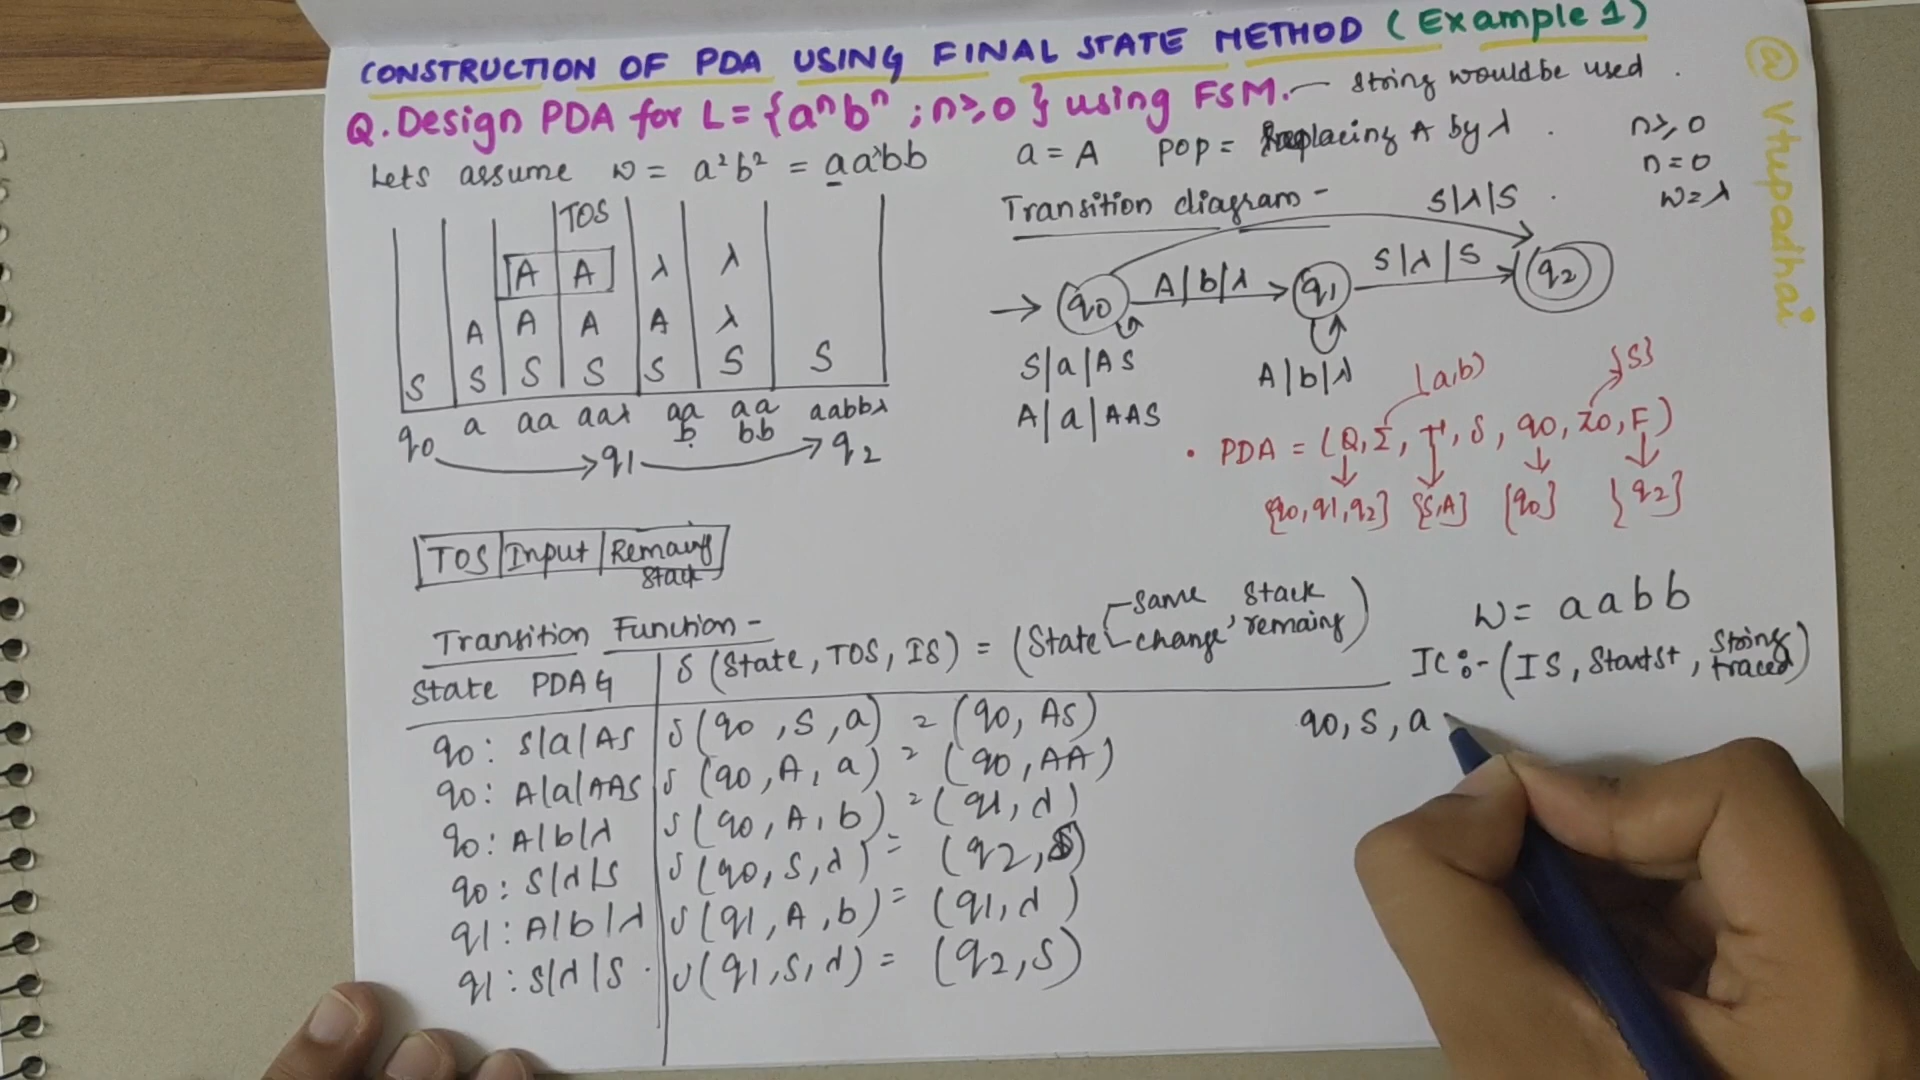 CONSTRUCTION OF PDA USING FINAL STATE METHOD (Example 1)
Q. Design PDA for L = {aⁿbⁿ ; n≥0} using FSM. — string would be used.
Lets assume w = a²b² = aabb
a = A pop = Replacing A by λ.
n≥0
n=0
w=λ
@Vtupadhai
TOS
A A λ λ
A A A A λ
S S S S S S S
a aa aaλ aa b aa bb aabbλ
q0 q1 q2
Transition diagram -
S|λ|S
q0 A|b|λ q1 S|λ|S q2
S|a|AS
A|a|AAS
A|b|λ
(a,b)
{S}
• PDA = (Q, Σ, Γ, δ, q0, Z0, F)
{q0,q1,q2} {S,A} {q0} {q2}
TOS | Input | Remaing stack
Transition Function -
δ (State, TOS, IS) = (State same change, stack remaining)
State PDA
q0: S|a|AS δ(q0, S, a) = (q0, AS)
q0: A|a|AAS δ(q0, A, a) = (q0, AA)
q0: A|b|λ δ(q0, A, b) = (q1, λ)
q0: S|λ|S δ(q0, S, λ) = (q2, S)
q1: A|b|λ δ(q1, A, b) = (q1, λ)
q1: S|λ|S δ(q1, S, λ) = (q2, S)
w = aabb
IC:- (IS, Startst, String traced)
q0, S, a